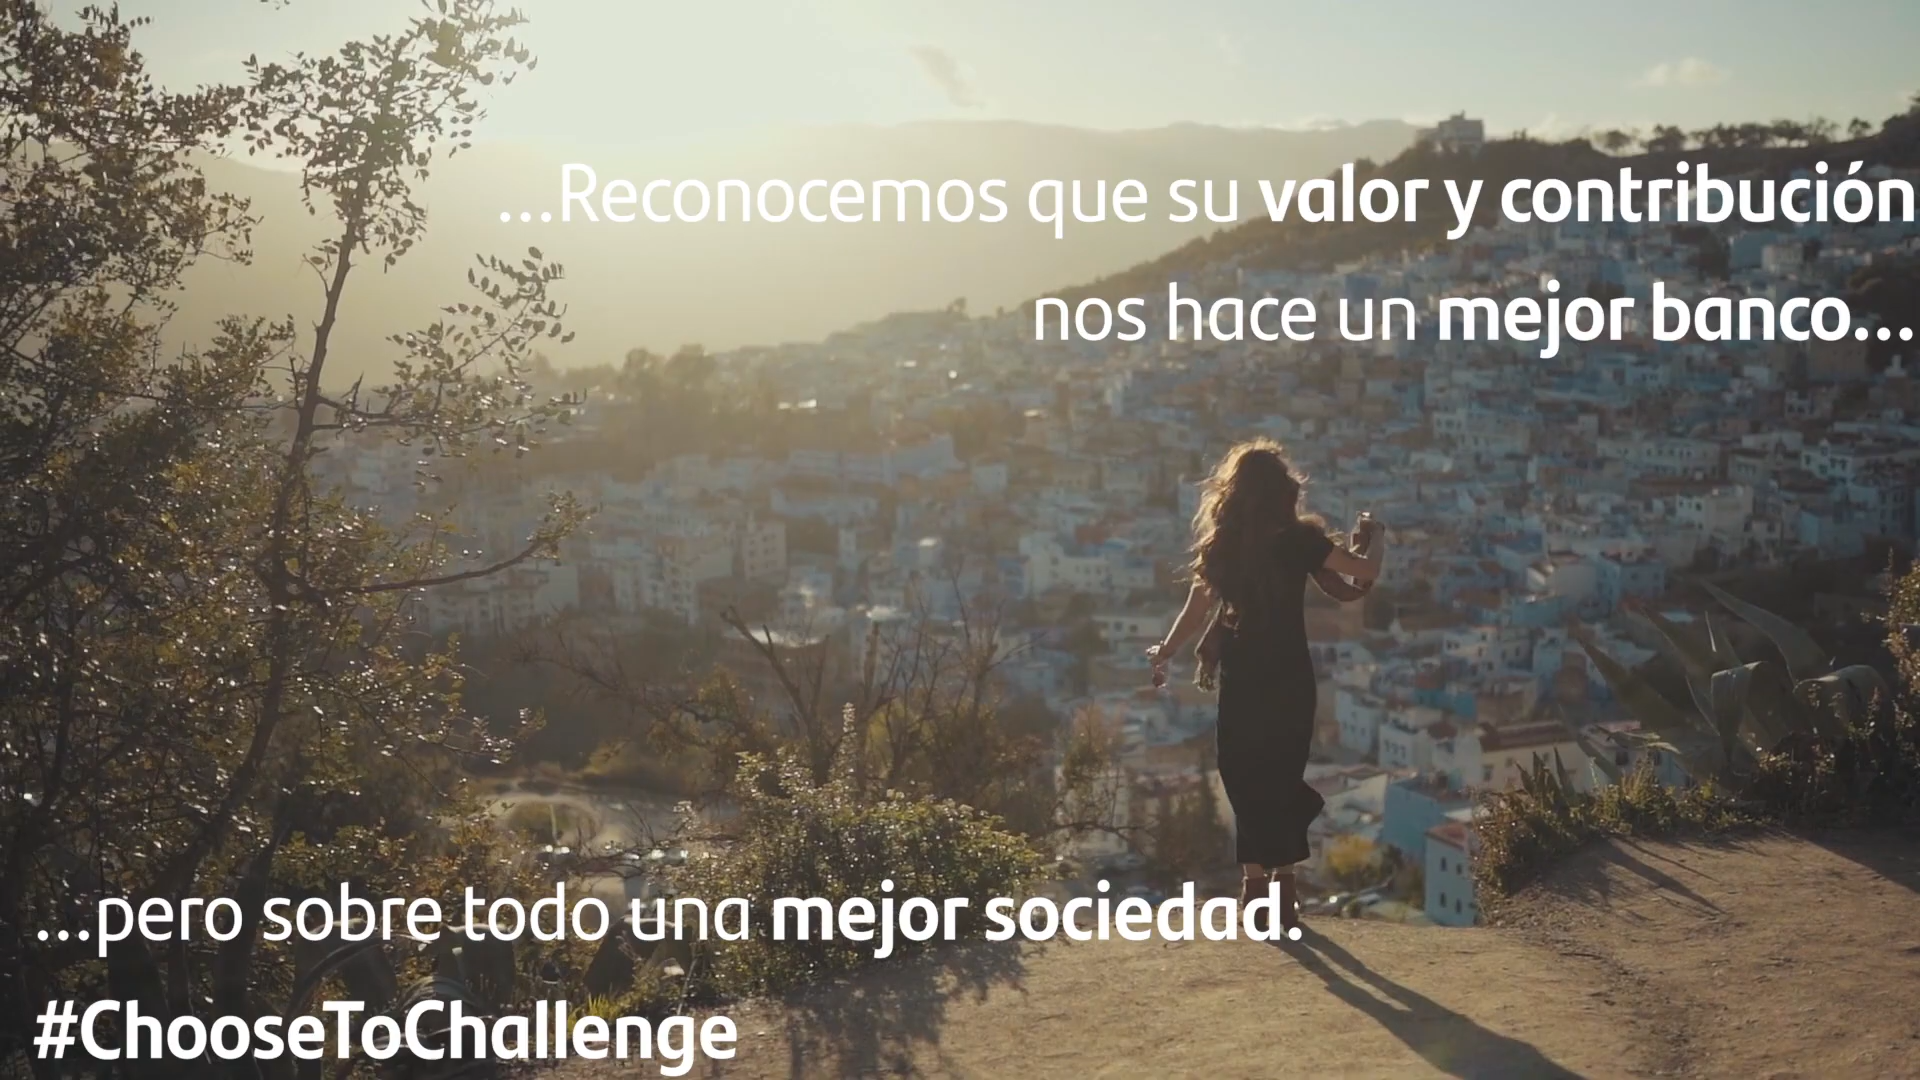 ...Reconocemos que su valor y contribución
nos hace un mejor banco...
...pero sobre todo una mejor sociedad.
#ChooseToChallenge